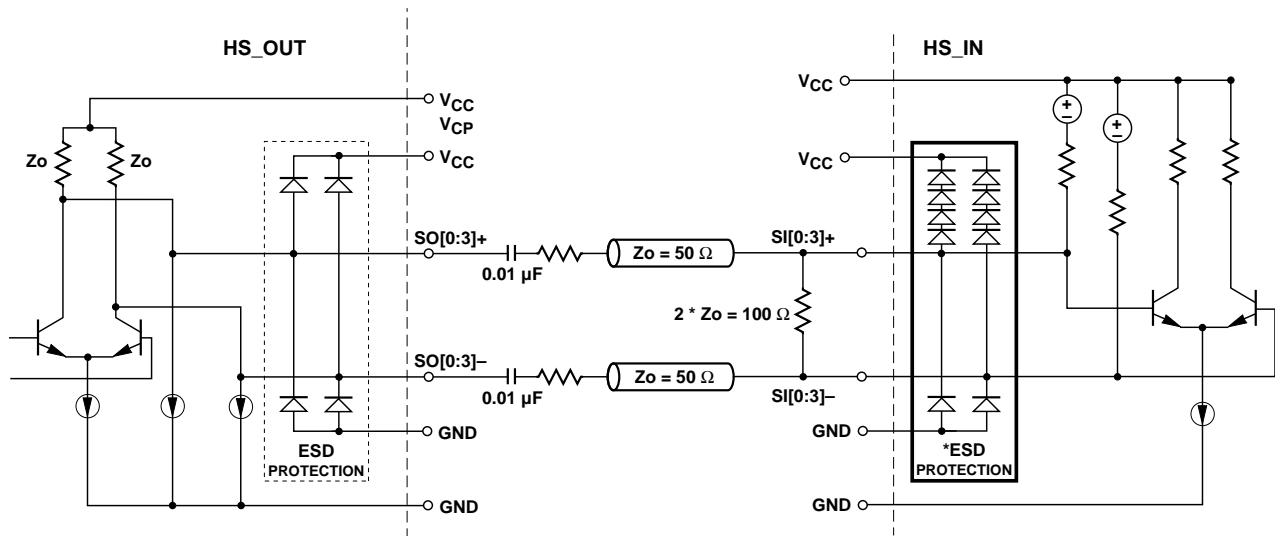 HS_OUT
HS_IN
VCC
VCP
VCC
Zo
Zo
VCC
VCC
+
–
+
–
SO[0:3]+
0.01 µF
Zo = 50 Ω
SI[0:3]+
2 * Zo = 100 Ω
SO[0:3]–
0.01 µF
Zo = 50 Ω
SI[0:3]–
GND
ESD
PROTECTION
GND
*ESD
PROTECTION
GND
GND